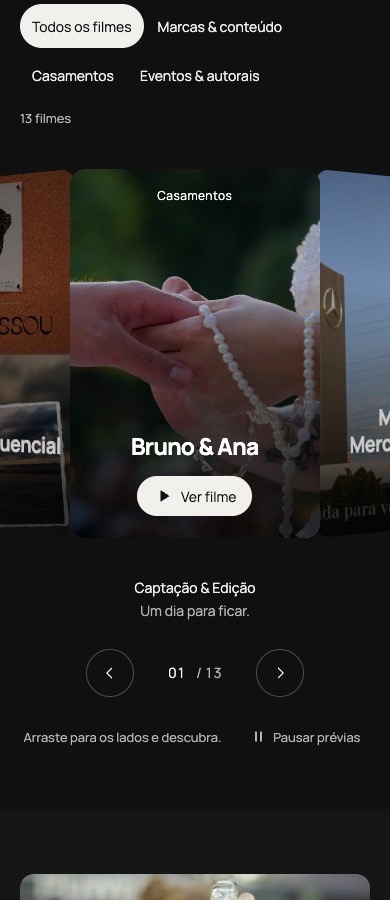 Todos os filmes
Marcas & conteúdo
Casamentos
Eventos & autorais
13 filmes
Casamentos
ssou
uencial
M
Merc
Bruno & Ana
Ver filme
da para v
Captação & Edição
Um dia para ficar.
01 / 13
Arraste para os lados e descubra.
Pausar prévias